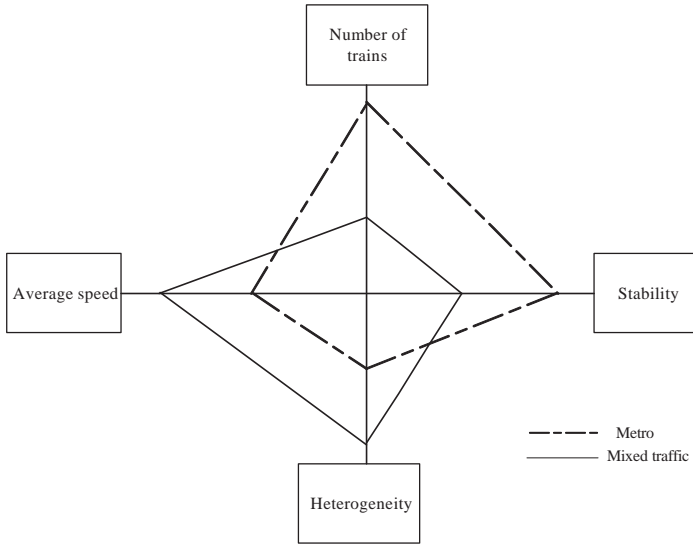 Number of
trains
Average speed
Stability
Metro
Mixed traffic
Heterogeneity